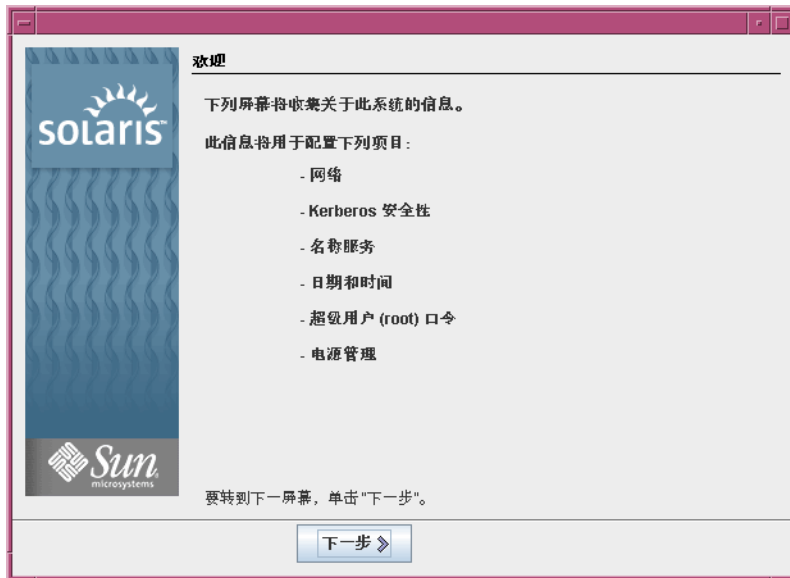 solaris™
Sun
microsystems
欢迎
下列屏幕将收集关于此系统的信息。
此信息将用于配置下列项目:
- 网络
- Kerberos 安全性
- 名称服务
- 日期和时间
- 超级用户 (root) 口令
- 电源管理
要转到下一屏幕，单击"下一步"。
下一步